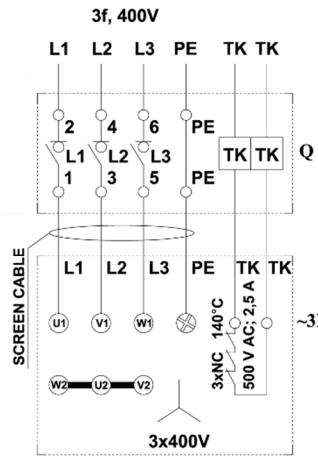 3f, 400V
L1 L2 L3 PE TK TK
2 4 6 PE
L1 L2 L3 TK TK Q
1 3 5 PE
SCREEN CABLE
L1 L2 L3 PE TK TK
U1 V1 W1
3xNC 140°C
500 V AC; 2,5 A
W2 U2 V2
3x400V